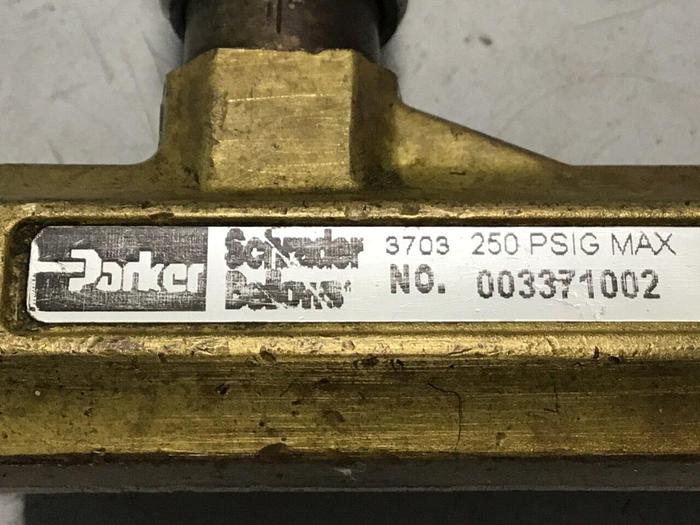 Parker
Schrader
Bellows
3703 250 PSIG MAX
NO. 003371002